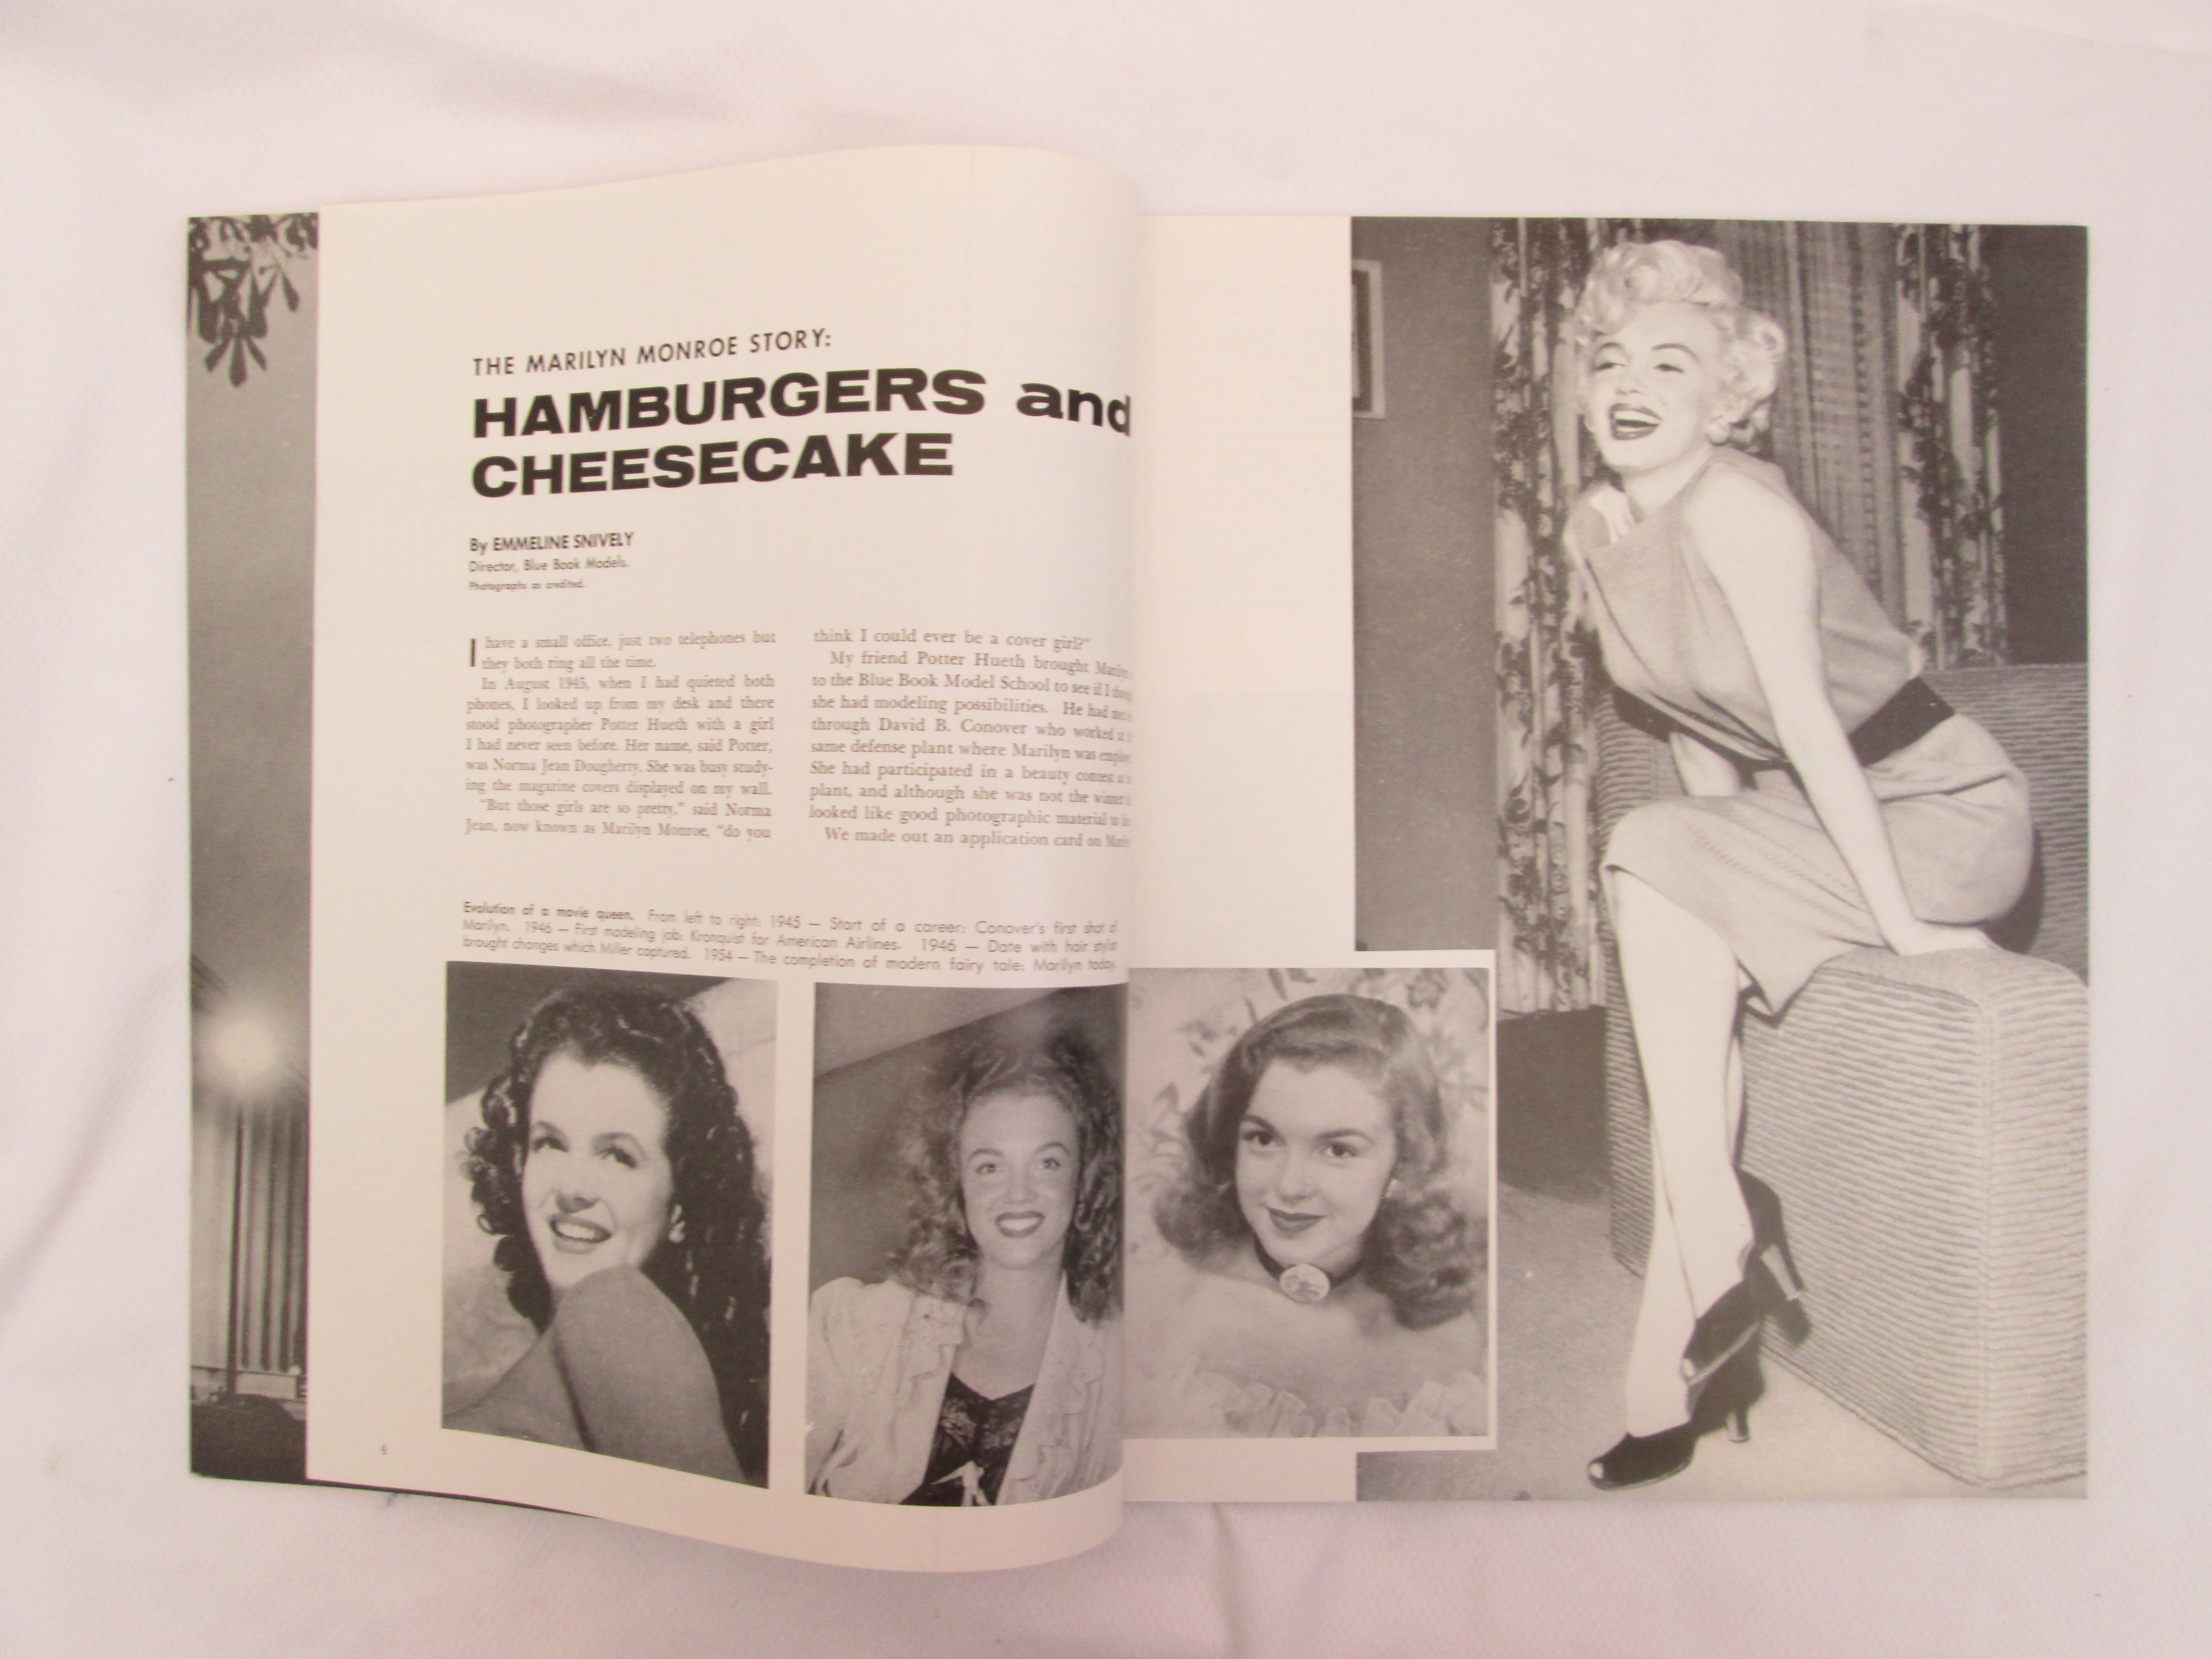 THE MARILYN MONROE STORY:
HAMBURGERS and
CHEESECAKE
By EMMELINE SNIVELY
Director, Blue Book Models.
Photographs as credited.
I have a small office, just two telephones but
they both ring all the time.
In August 1945, when I had quieted both
phones, I looked up from my desk and there
stood photographer Potter Hueth with a girl
I had never seen before. Her name, said Potter,
was Norma Jean Dougherty. She was busy study-
ing the magazine covers displayed on my wall.
“But those girls are so pretty,” said Norma
Jean, now known as Marilyn Monroe, “do you
think I could ever be a cover girl?”
My friend Potter Hueth brought Marilyn
to the Blue Book Model School to see if I
she had modeling possibilities. He had met
through David B. Conover who worked at
same defense plant where Marilyn was
She had participated in a beauty contest at
plant, and although she was not the winner
looked like good photographic material to
We made out an application card on
Evolution of a movie queen. From left to right: 1945 — Start of a career: Conover's first shot of
Marilyn. 1946 — First modeling job: Kronquist for American Airlines. 1946 — Date with hair stylist
brought changes which Miller captured. 1954 — The completion of modern fairy tale: Marilyn today.
4